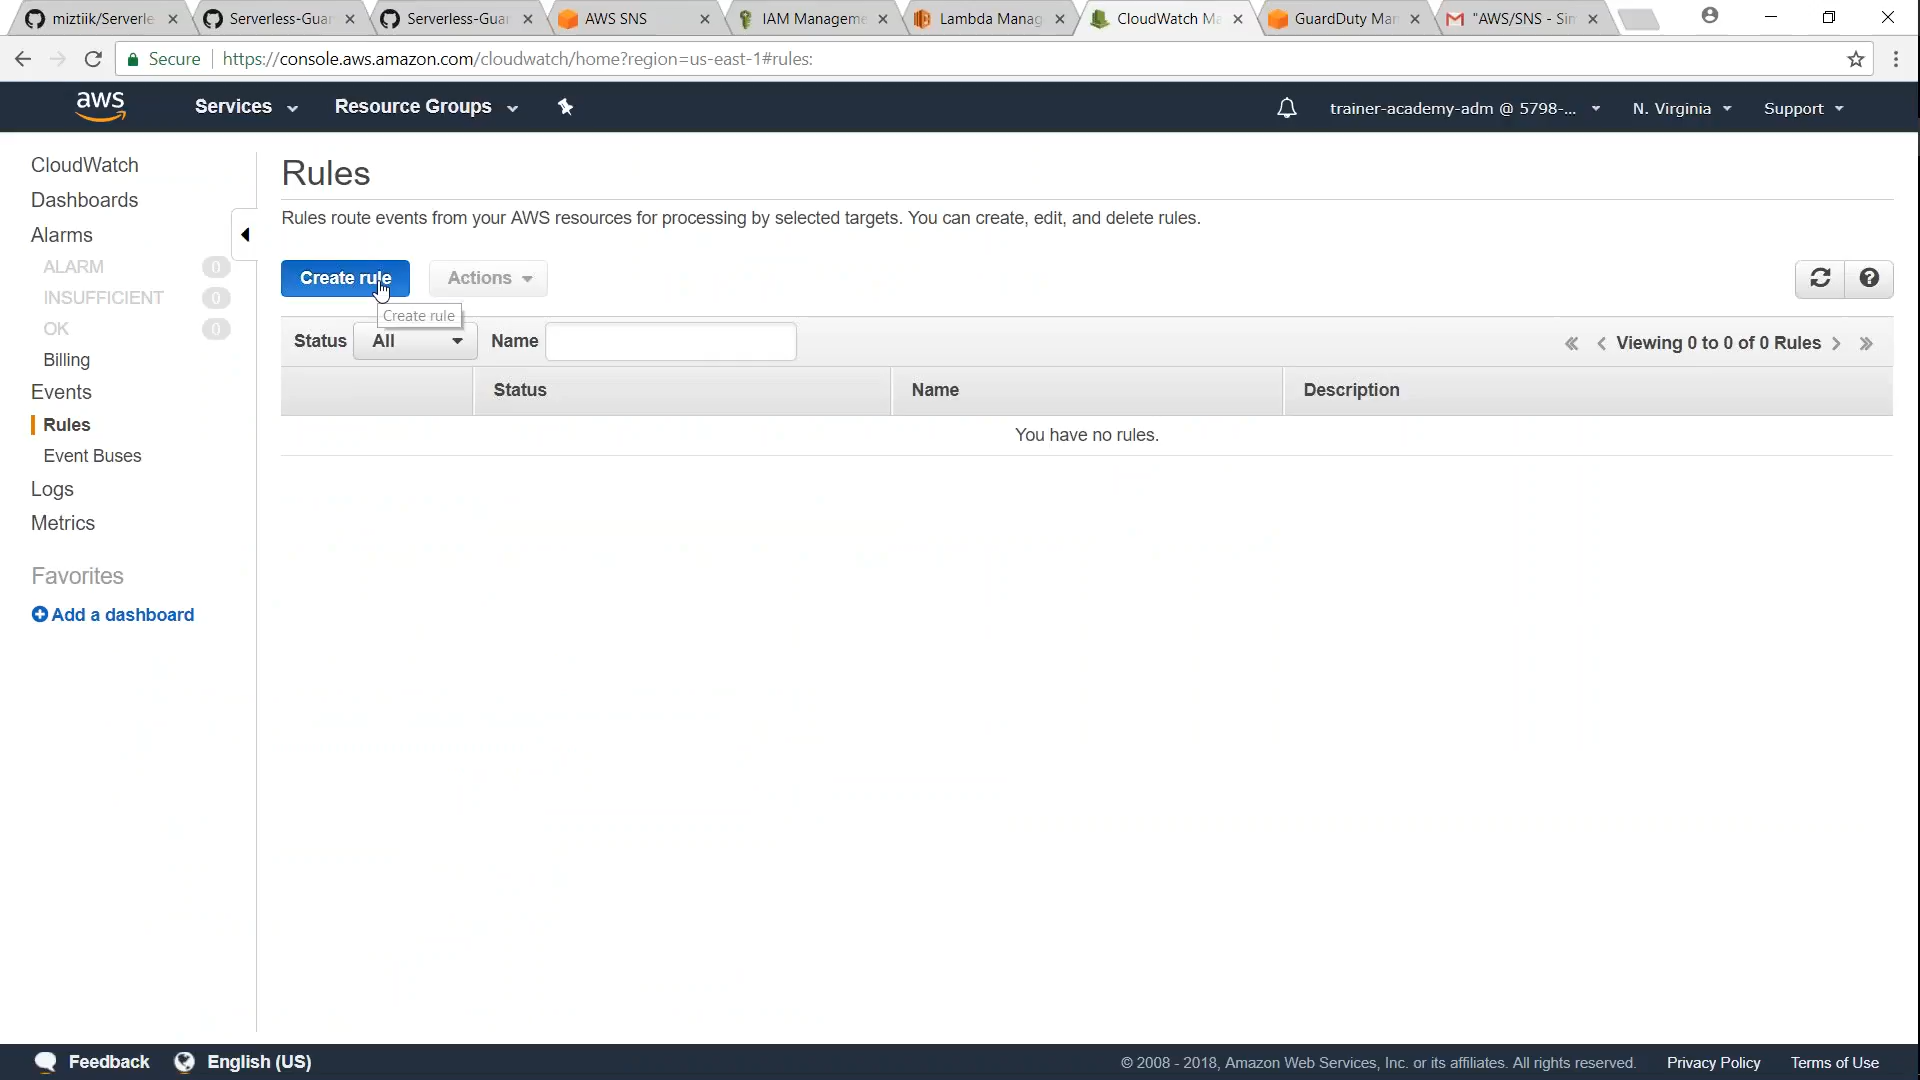 miztiik/Serverle
Serverless-Guar
Serverless-Guar
AWS SNS
IAM Manageme
Lambda Manag
CloudWatch Ma
GuardDuty Man
"AWS/SNS - Sim
Secure
https://console.aws.amazon.com/cloudwatch/home?region=us-east-1#rules:
aws
Services
Resource Groups
trainer-academy-adm @ 5798-...
N. Virginia
Support
CloudWatch
Dashboards
Alarms
ALARM 0
INSUFFICIENT 0
OK 0
Billing
Events
Rules
Event Buses
Logs
Metrics
Favorites
Add a dashboard
Rules
Rules route events from your AWS resources for processing by selected targets. You can create, edit, and delete rules.
Create rule
Actions
Create rule
Status
All
Name
« ‹ Viewing 0 to 0 of 0 Rules › »
Status
Name
Description
You have no rules.
Feedback
English (US)
© 2008 - 2018, Amazon Web Services, Inc. or its affiliates. All rights reserved.
Privacy Policy
Terms of Use